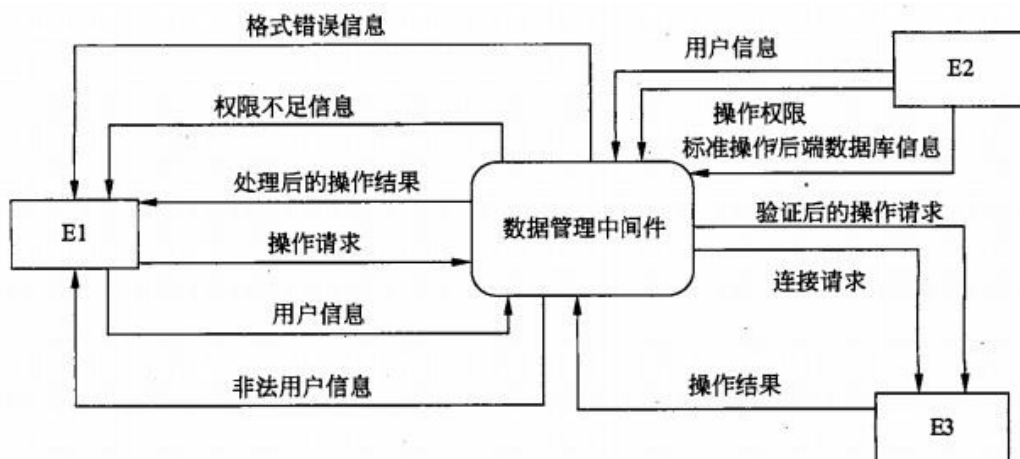 格式错误信息
用户信息
E2
权限不足信息
操作权限
标准操作/后端数据库信息
处理后的操作结果
验证后的操作请求
E1
数据管理中间件
操作请求
连接请求
用户信息
非法用户信息
操作结果
E3